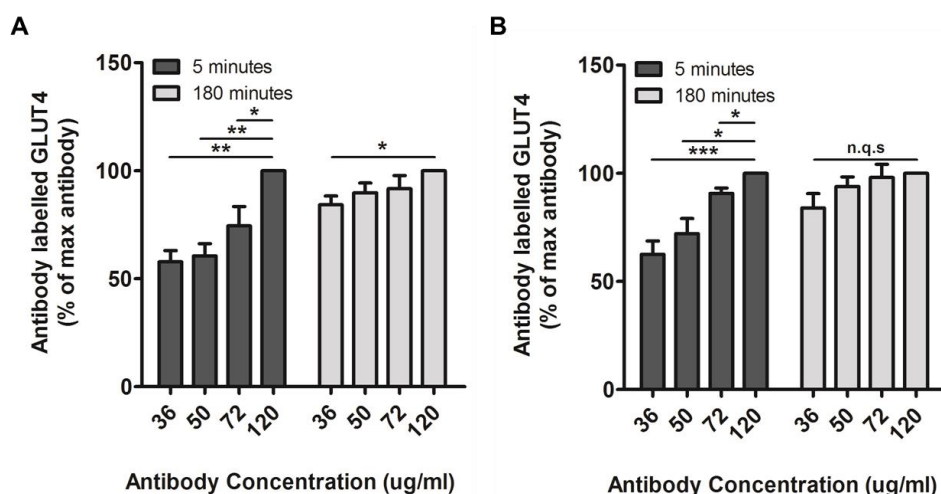 A
Antibody labelled GLUT4
(% of max antibody)
150
100
50
0
5 minutes
180 minutes
*
**
**
*
36
50
72
120
36
50
72
120
Antibody Concentration (ug/ml)
B
Antibody labelled GLUT4
(% of max antibody)
150
100
50
0
5 minutes
180 minutes
*
*
***
n.q.s
36
50
72
120
36
50
72
120
Antibody Concentration (ug/ml)